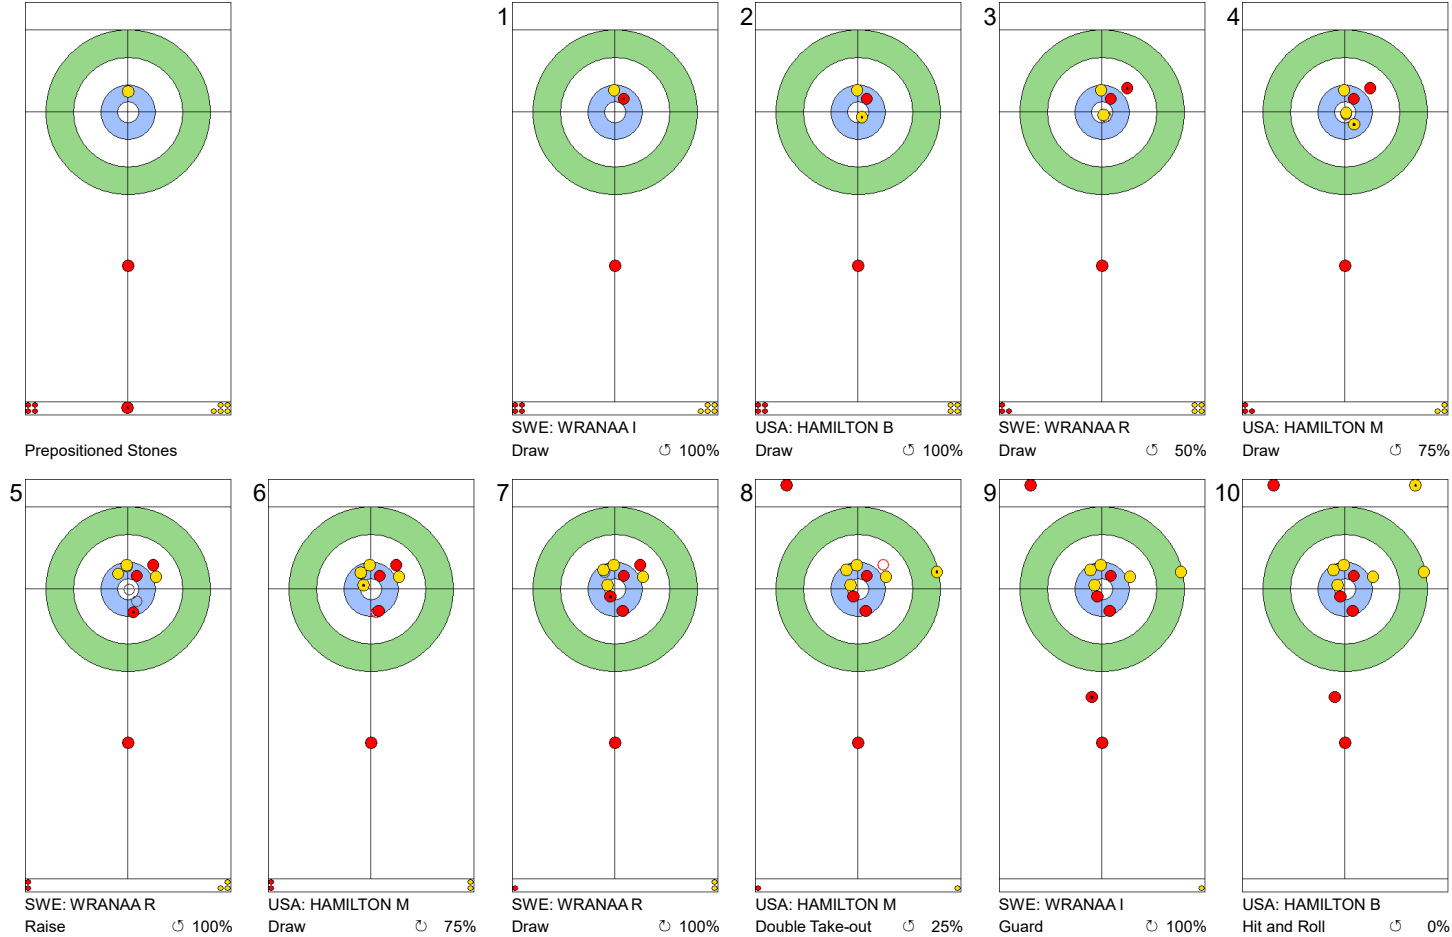 1
2
3
4
Prepositioned Stones
SWE: WRANAA I
Draw 100%
USA: HAMILTON B
Draw 100%
SWE: WRANAA R
Draw 50%
USA: HAMILTON M
Draw 75%
5
6
7
8
9
10
SWE: WRANAA R
Raise 100%
USA: HAMILTON M
Draw 75%
SWE: WRANAA R
Draw 100%
USA: HAMILTON M
Double Take-out 25%
SWE: WRANAA I
Guard 100%
USA: HAMILTON B
Hit and Roll 0%